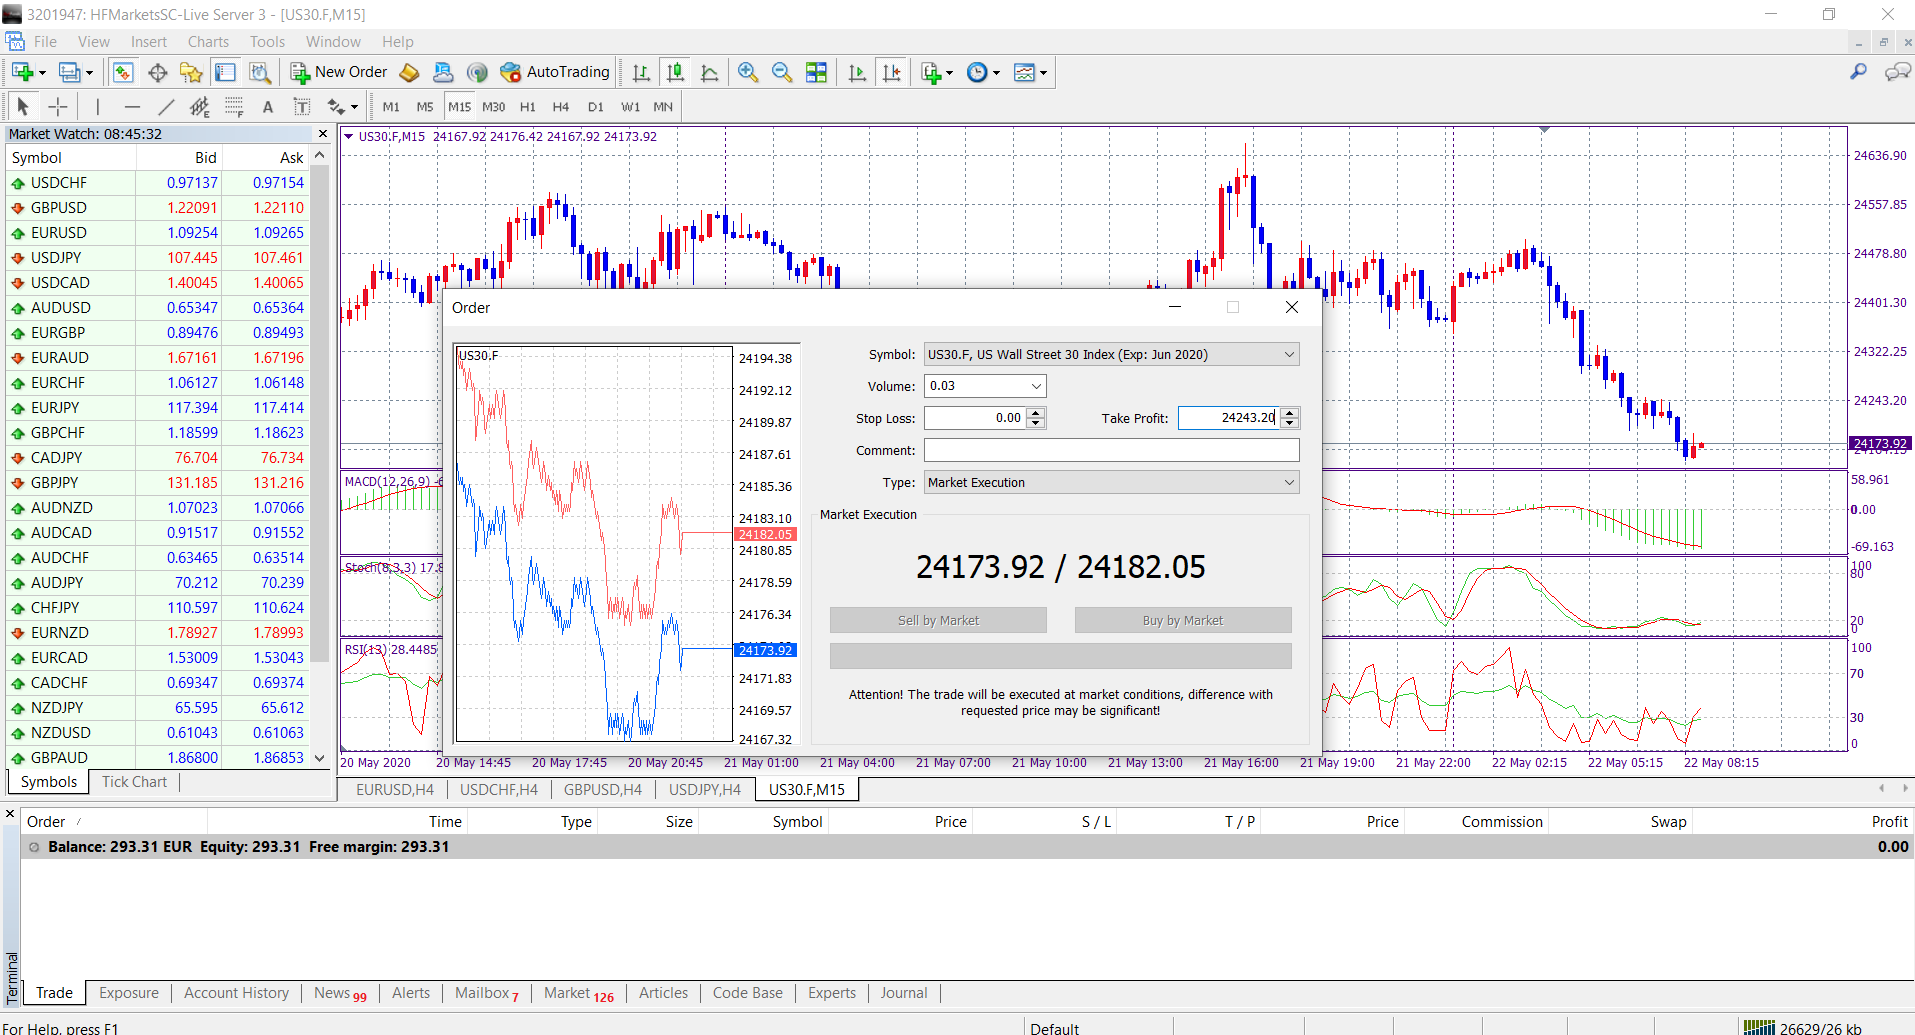 3201947: HFMarketsSC-Live Server 3 - [US30.F,M15]
File View Insert Charts Tools Window Help
New Order AutoTrading
A T M1 M5 M15 M30 H1 H4 D1 W1 MN
Market Watch: 08:45:32
Symbol Bid Ask
USDCHF 0.97137 0.97154
GBPUSD 1.22091 1.22110
EURUSD 1.09254 1.09265
USDJPY 107.445 107.461
USDCAD 1.40045 1.40065
AUDUSD 0.65347 0.65364
EURGBP 0.89476 0.89493
EURAUD 1.67161 1.67196
EURCHF 1.06127 1.06148
EURJPY 117.394 117.414
GBPCHF 1.18599 1.18623
CADJPY 76.704 76.734
GBPJPY 131.185 131.216
AUDNZD 1.07023 1.07066
AUDCAD 0.91517 0.91552
AUDCHF 0.63465 0.63514
AUDJPY 70.212 70.239
CHFJPY 110.597 110.624
EURNZD 1.78927 1.78993
EURCAD 1.53009 1.53043
CADCHF 0.69347 0.69374
NZDJPY 65.595 65.612
NZDUSD 0.61043 0.61063
GBPAUD 1.86800 1.86853
Symbols Tick Chart
US30.F,M15 24167.92 24176.42 24167.92 24173.92
24636.90
24557.85
24478.80
24401.30
24322.25
24243.20
24173.92
MACD(12,26,9) -6
58.961
0.00
-69.163
Stoch(8,3,3) 17.8
100
80
20
0
RSI(13) 28.4485
100
70
30
0
20 May 2020 20 May 14:45 20 May 17:45 20 May 20:45 21 May 01:00 21 May 04:00 21 May 07:00 21 May 10:00 21 May 13:00 21 May 16:00 21 May 19:00 21 May 22:00 22 May 02:15 22 May 05:15 22 May 08:15
Order
US30.F
24194.38
24192.12
24189.87
24187.61
24185.36
24183.10
24182.05
24180.85
24178.59
24176.34
24173.92
24171.83
24169.57
24167.32
Symbol: US30.F, US Wall Street 30 Index (Exp: Jun 2020)
Volume: 0.03
Stop Loss: 0.00 Take Profit: 24243.20
Comment:
Type: Market Execution
Market Execution
24173.92 / 24182.05
Sell by Market Buy by Market
Attention! The trade will be executed at market conditions, difference with
requested price may be significant!
EURUSD,H4 USDCHF,H4 GBPUSD,H4 USDJPY,H4 US30.F,M15
Order / Time Type Size Symbol Price S / L T / P Price Commission Swap Profit
Balance: 293.31 EUR Equity: 293.31 Free margin: 293.31 0.00
Terminal
Trade Exposure Account History News 99 Alerts Mailbox 7 Market 126 Articles Code Base Experts Journal
For Help, press F1 Default 26629/26 kb